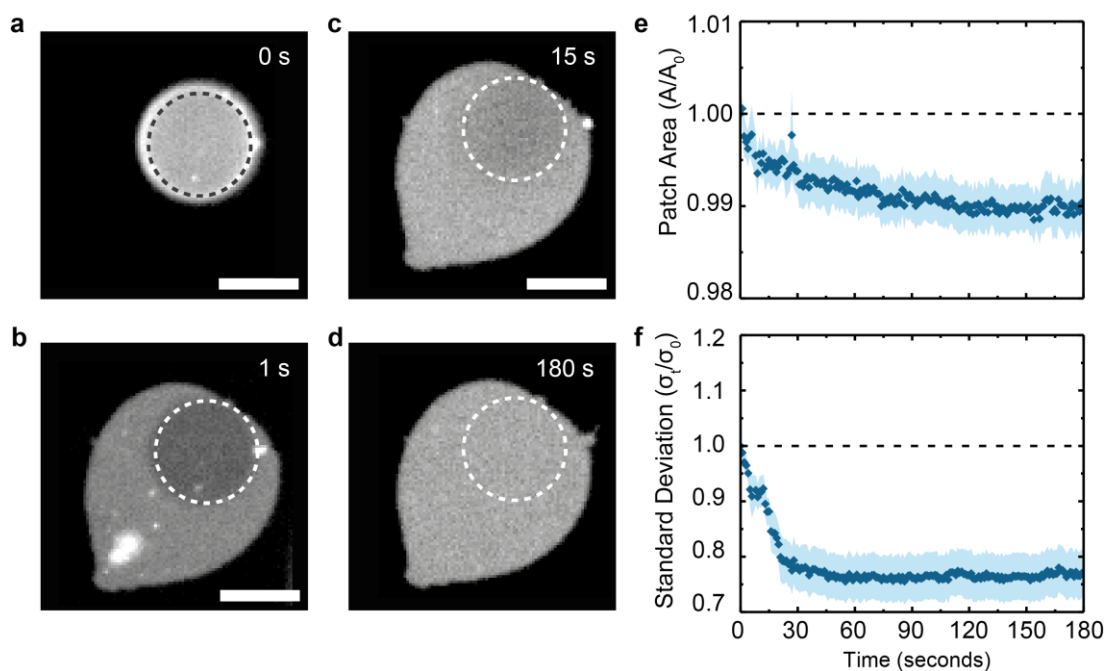 a
0 s
b
1 s
c
15 s
d
180 s
e
1.01
1.00
0.99
0.98
Patch Area (A/A₀)
f
1.2
1.1
1.0
0.9
0.8
0.7
Standard Deviation (σₜ/σ₀)
0 30 60 90 120 150 180
Time (seconds)